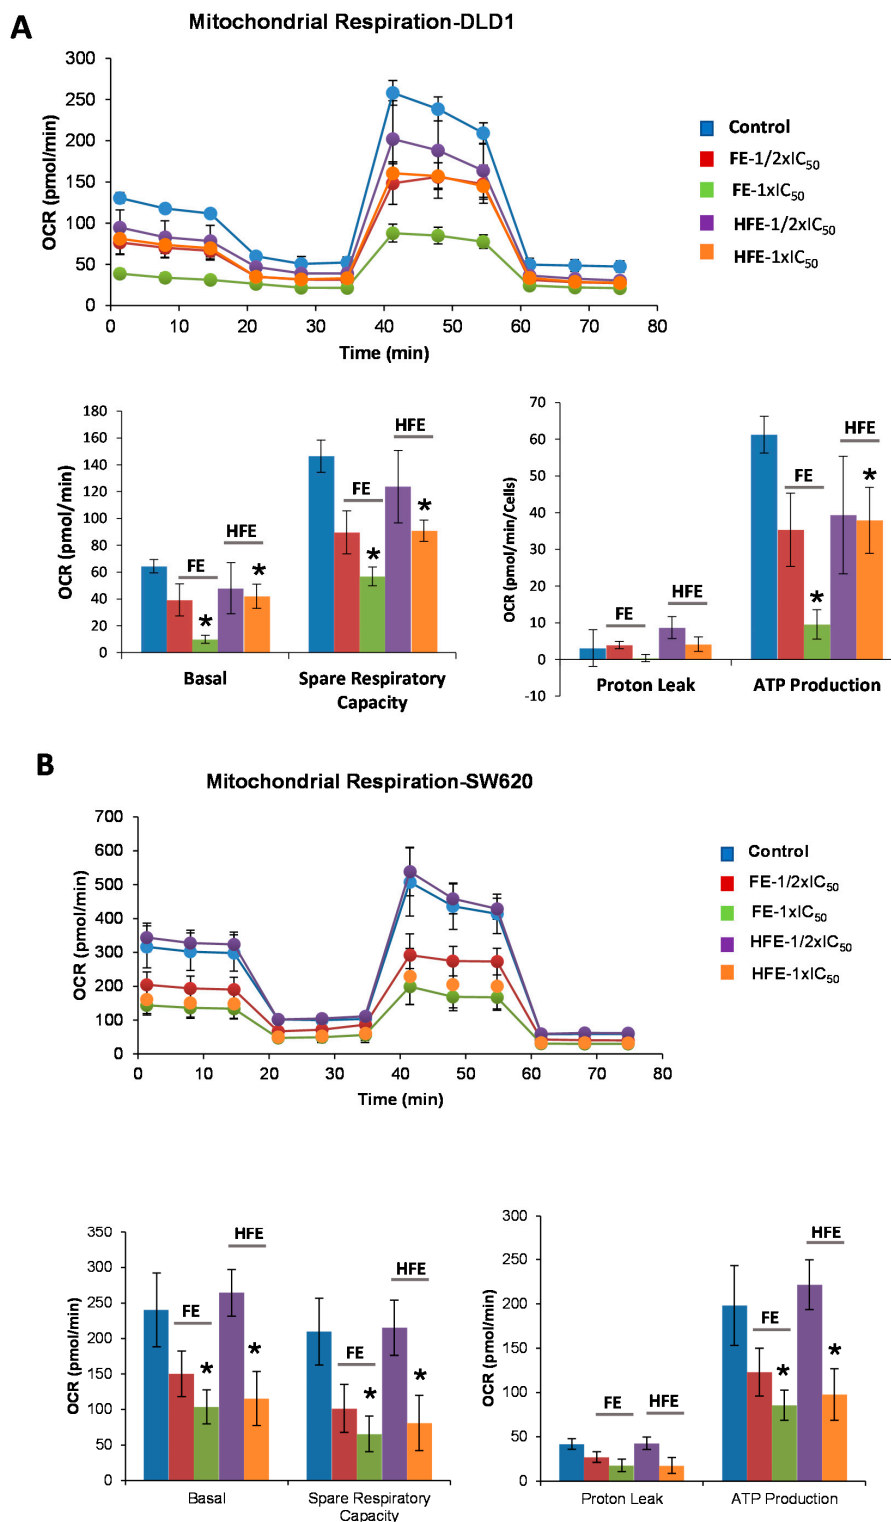 A
Mitochondrial Respiration-DLD1
300
250
200
150
100
50
0
OCR (pmol/min)
0 10 20 30 40 50 60 70 80
Time (min)
Control
FE-1/2xIC50
FE-1xIC50
HFE-1/2xIC50
HFE-1xIC50
180
160
140
120
100
80
60
40
20
0
OCR (pmol/min)
FE
*
HFE
*
FE
*
HFE
*
Basal
Spare Respiratory
Capacity
70
60
50
40
30
20
10
0
-10
OCR (pmol/min/Cells)
FE
HFE
FE
*
HFE
*
Proton Leak
ATP Production
B
Mitochondrial Respiration-SW620
700
600
500
400
300
200
100
0
OCR (pmol/min)
0 10 20 30 40 50 60 70 80
Time (min)
Control
FE-1/2xIC50
FE-1xIC50
HFE-1/2xIC50
HFE-1xIC50
350
300
250
200
150
100
50
0
OCR (pmol/min)
FE
*
HFE
*
FE
*
HFE
*
Basal
Spare Respiratory
Capacity
300
250
200
150
100
50
0
OCR (pmol/min)
FE
HFE
FE
*
HFE
*
Proton Leak
ATP Production